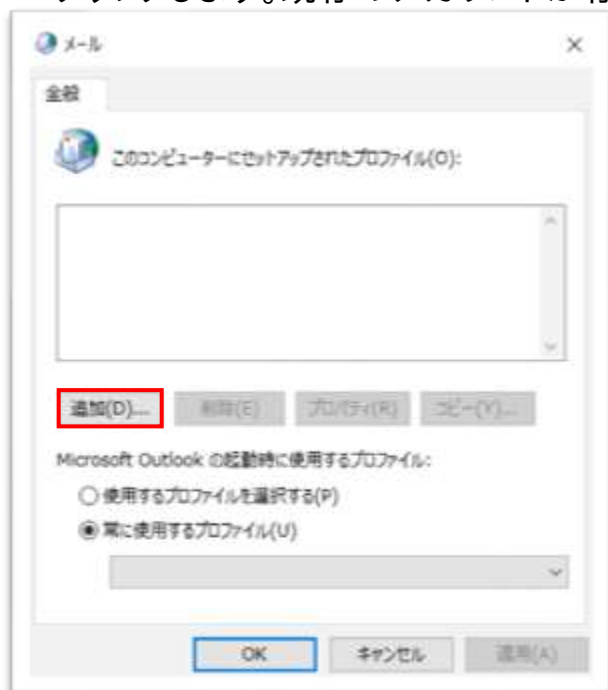 メール
全般
このコンピューターにセットアップされたプロファイル(O):
追加(D)... 削除(E) プロパティ(R) コピー(Y)...
Microsoft Outlook の起動時に使用するプロファイル:
使用するプロファイルを選択する(P)
常に使用するプロファイル(U)
OK キャンセル 適用(A)